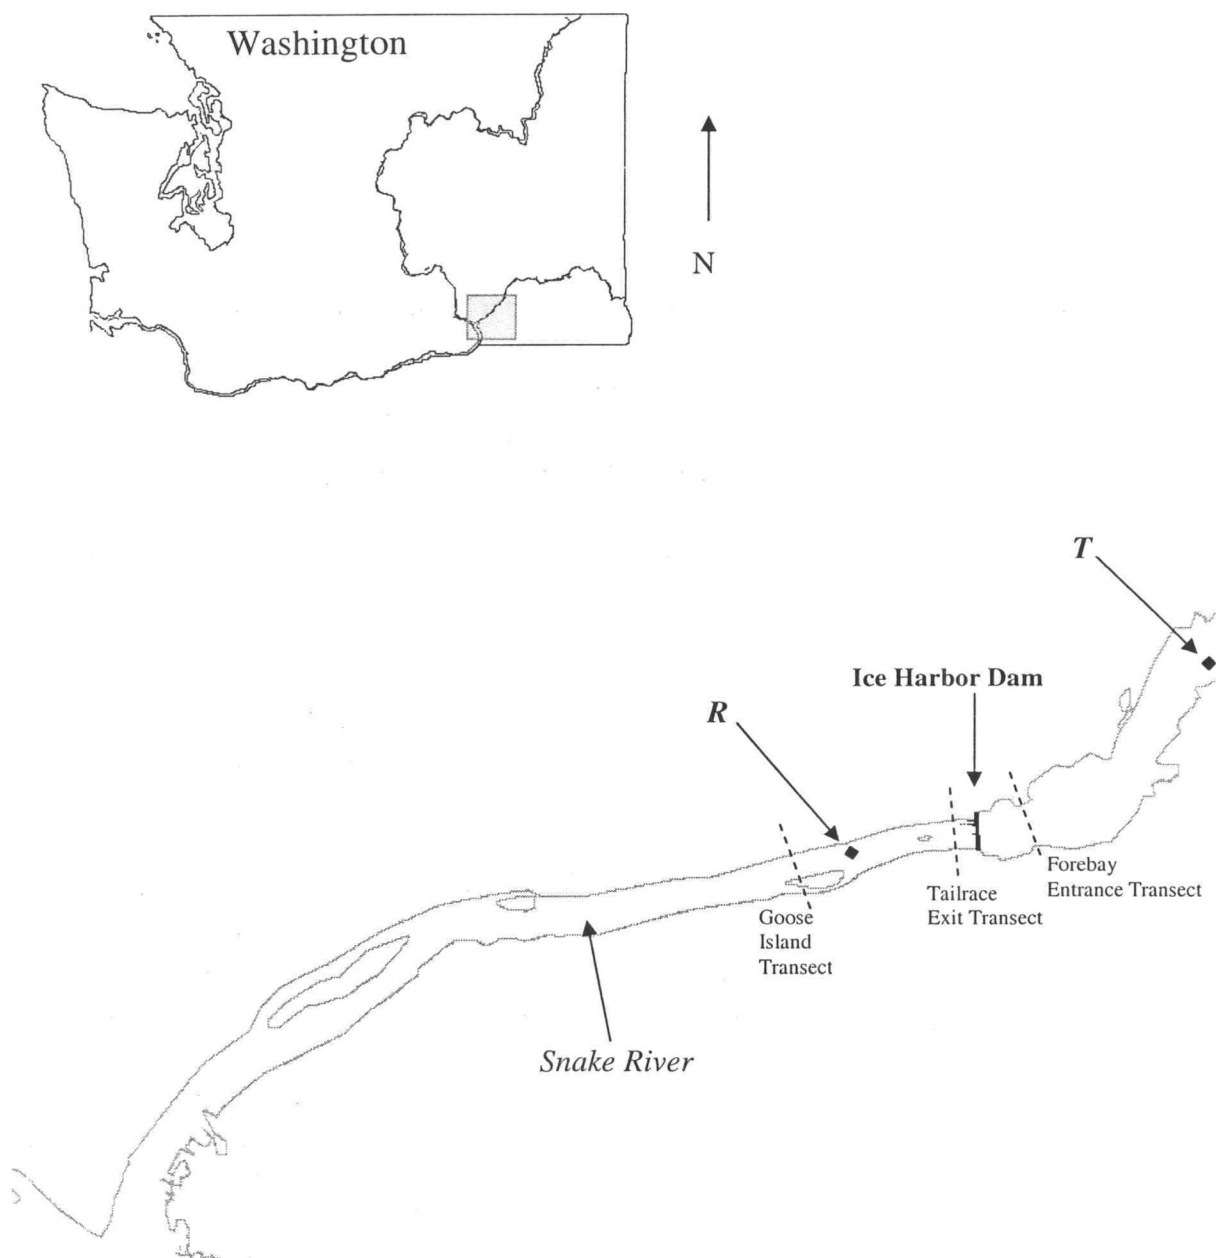 Washington
N
T
Ice Harbor Dam
R
Forebay
Entrance Transect
Tailrace
Exit Transect
Goose
Island
Transect
Snake River